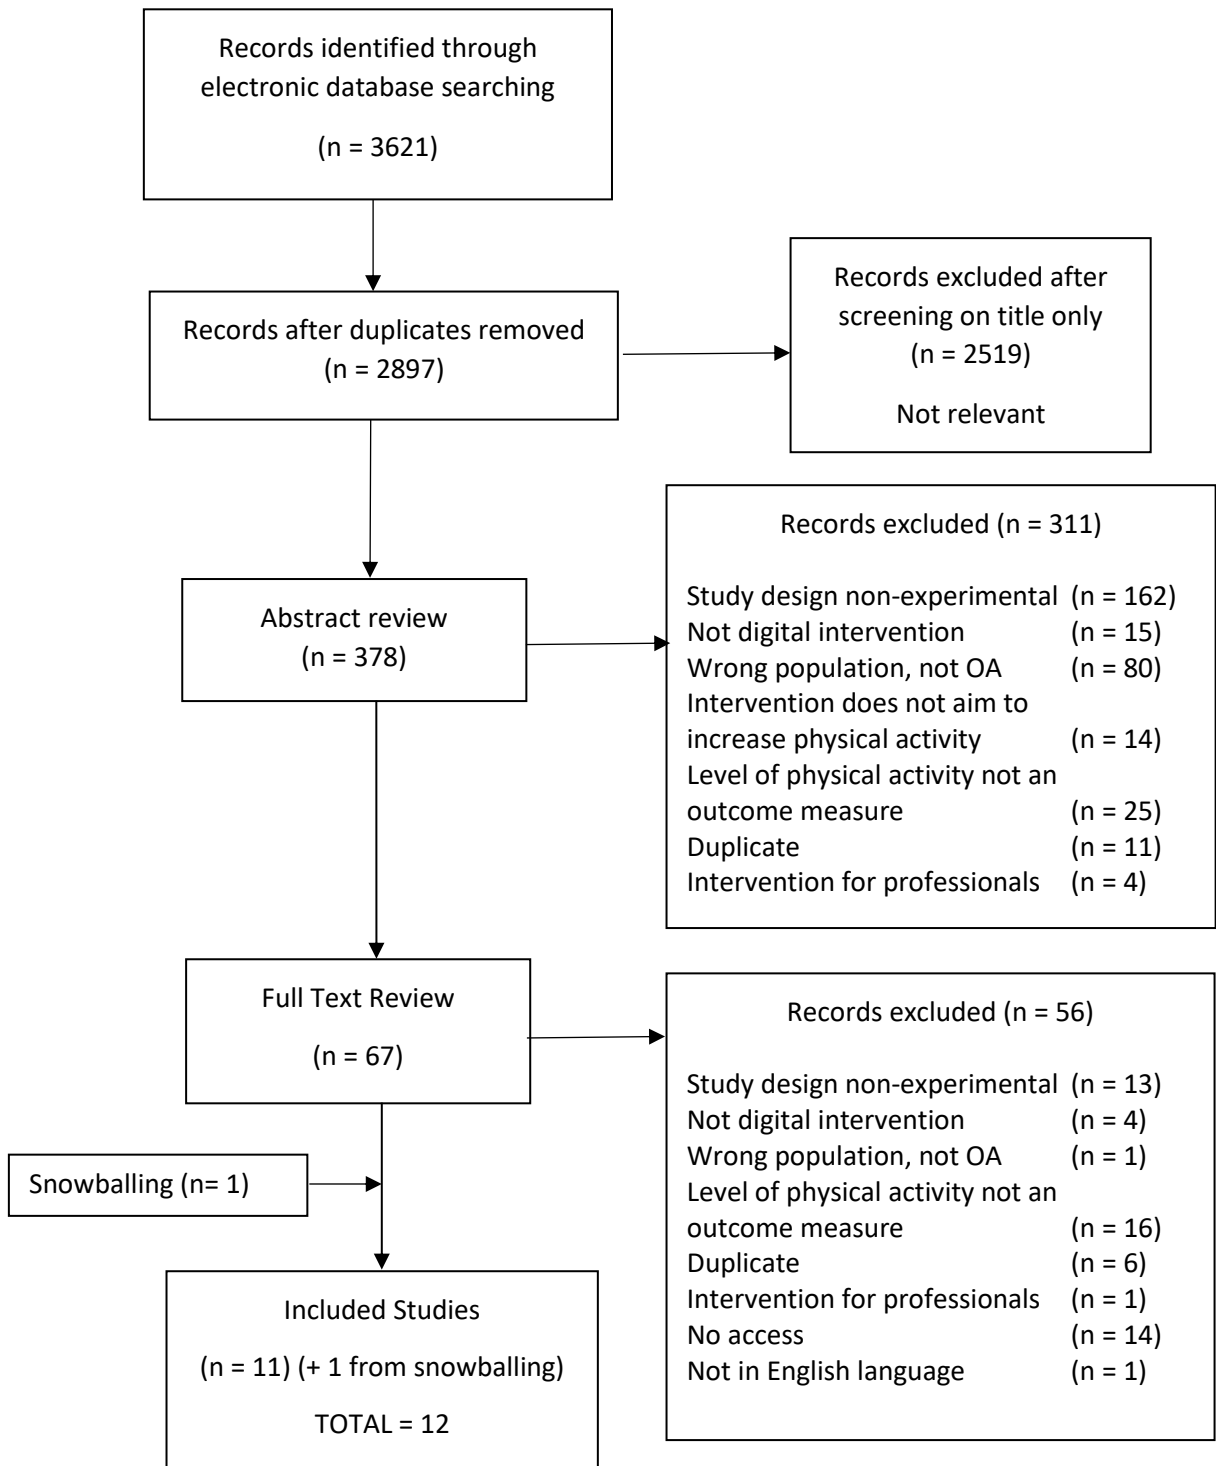 Records identified through
electronic database searching
(n = 3621)
Records after duplicates removed
(n = 2897)
Records excluded after
screening on title only
(n = 2519)
Not relevant
Abstract review
(n = 378)
Records excluded (n = 311)
Study design non-experimental (n = 162)
Not digital intervention (n = 15)
Wrong population, not OA (n = 80)
Intervention does not aim to
increase physical activity (n = 14)
Level of physical activity not an
outcome measure (n = 25)
Duplicate (n = 11)
Intervention for professionals (n = 4)
Full Text Review
(n = 67)
Records excluded (n = 56)
Study design non-experimental (n = 13)
Not digital intervention (n = 4)
Wrong population, not OA (n = 1)
Level of physical activity not an
outcome measure (n = 16)
Duplicate (n = 6)
Intervention for professionals (n = 1)
No access (n = 14)
Not in English language (n = 1)
Snowballing (n= 1)
Included Studies
(n = 11) (+ 1 from snowballing)
TOTAL = 12